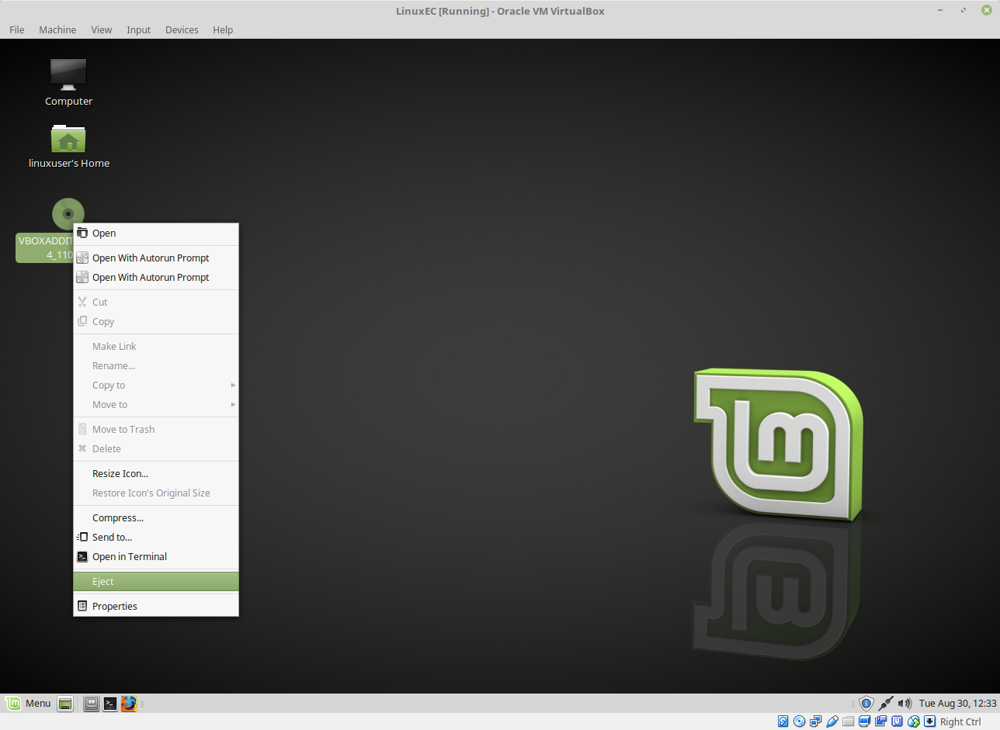 LinuxEC [Running] - Oracle VM VirtualBox
File Machine View Input Devices Help
Computer
linuxuser's Home
VBOXADDIT
4_110
Open
Open With Autorun Prompt
Open With Autorun Prompt
Cut
Copy
Make Link
Rename...
Copy to
Move to
Move to Trash
Delete
Resize Icon...
Restore Icon's Original Size
Compress...
Send to...
Open in Terminal
Eject
Properties
Menu
Tue Aug 30, 12:33
Right Ctrl